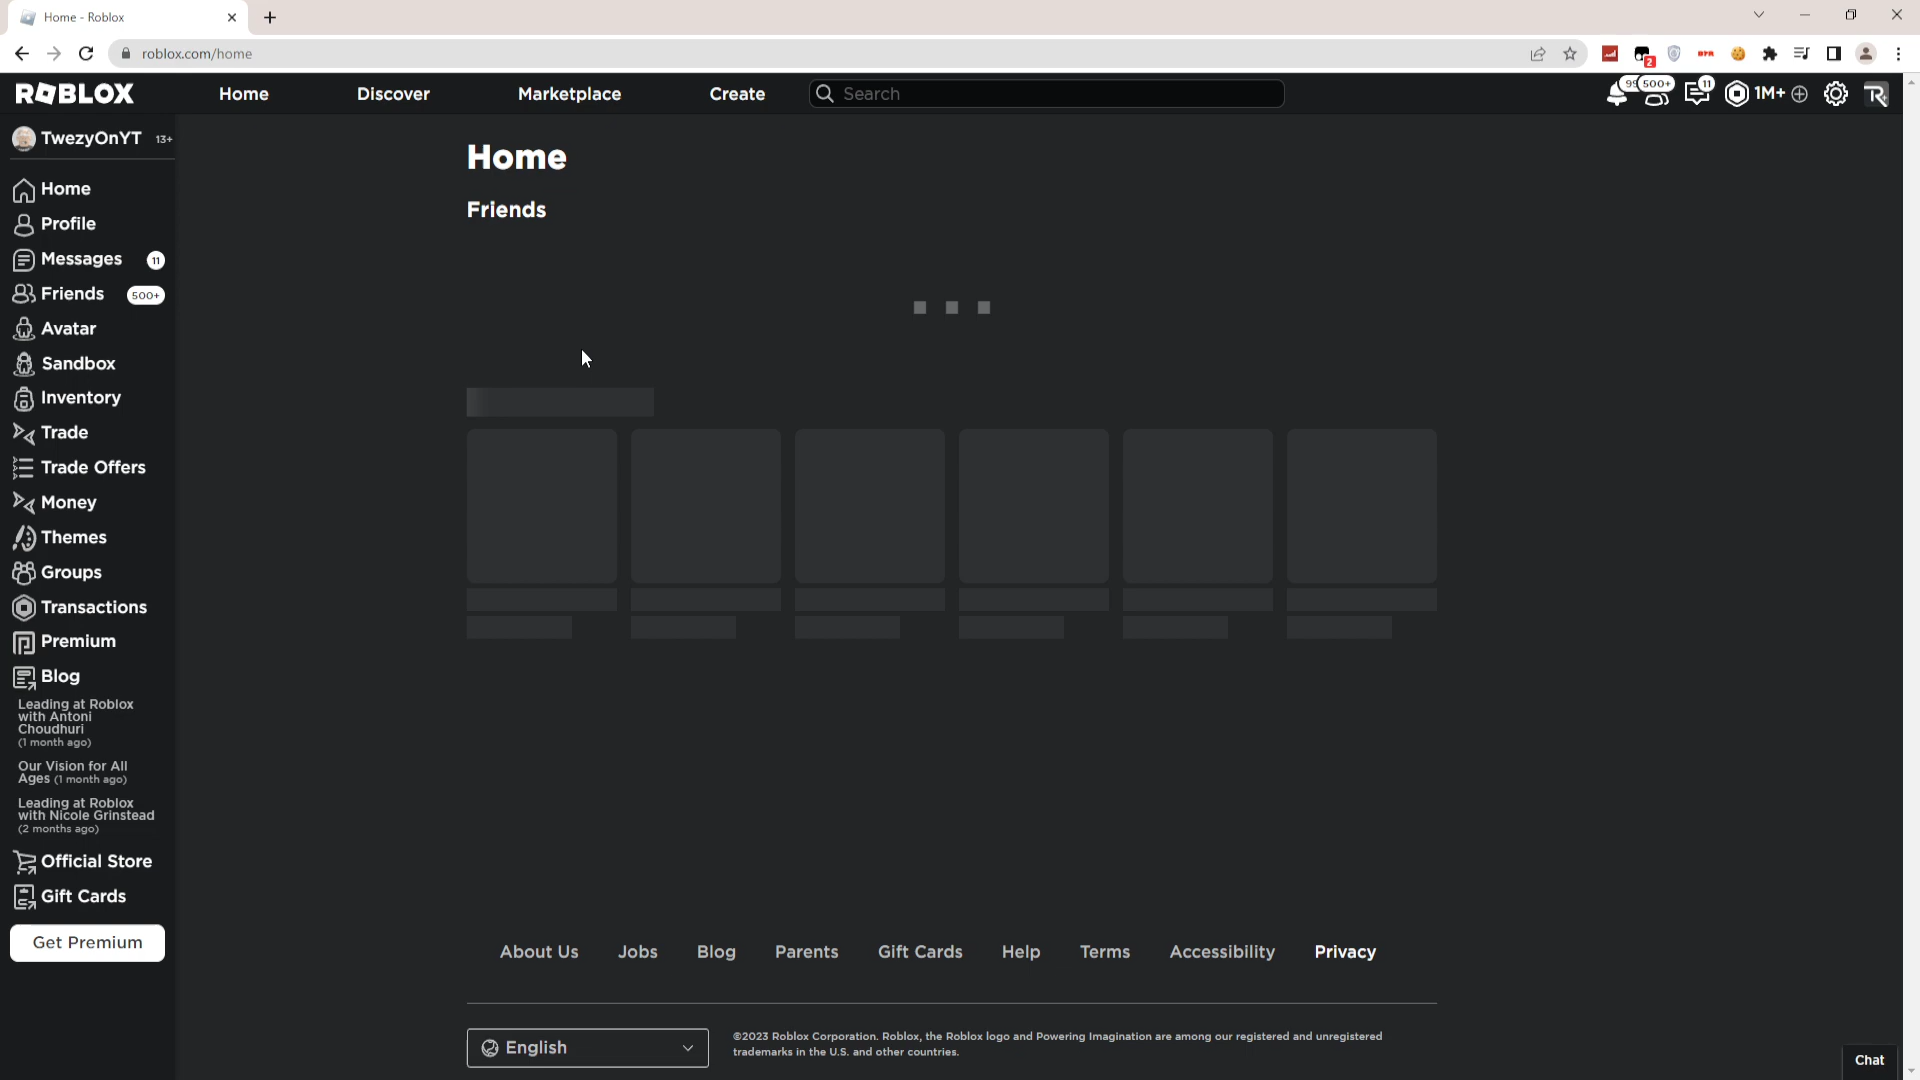 Home - Roblox
roblox.com/home
2
ROBLOX
Home
Discover
Marketplace
Create
Search
500+
11
1M+
TwezyOnYT 13+
Home
Profile
Messages 11
Friends 500+
Avatar
Sandbox
Inventory
Trade
Trade Offers
Money
Themes
Groups
Transactions
Premium
Blog
Leading at Roblox
with Antoni
Choudhuri
(1 month ago)
Our Vision for All
Ages (1 month ago)
Leading at Roblox
with Nicole Grinstead
(2 months ago)
Official Store
Gift Cards
Get Premium
Home
Friends
About Us
Jobs
Blog
Parents
Gift Cards
Help
Terms
Accessibility
Privacy
English
©2023 Roblox Corporation. Roblox, the Roblox logo and Powering Imagination are among our registered and unregistered
trademarks in the U.S. and other countries.
Chat